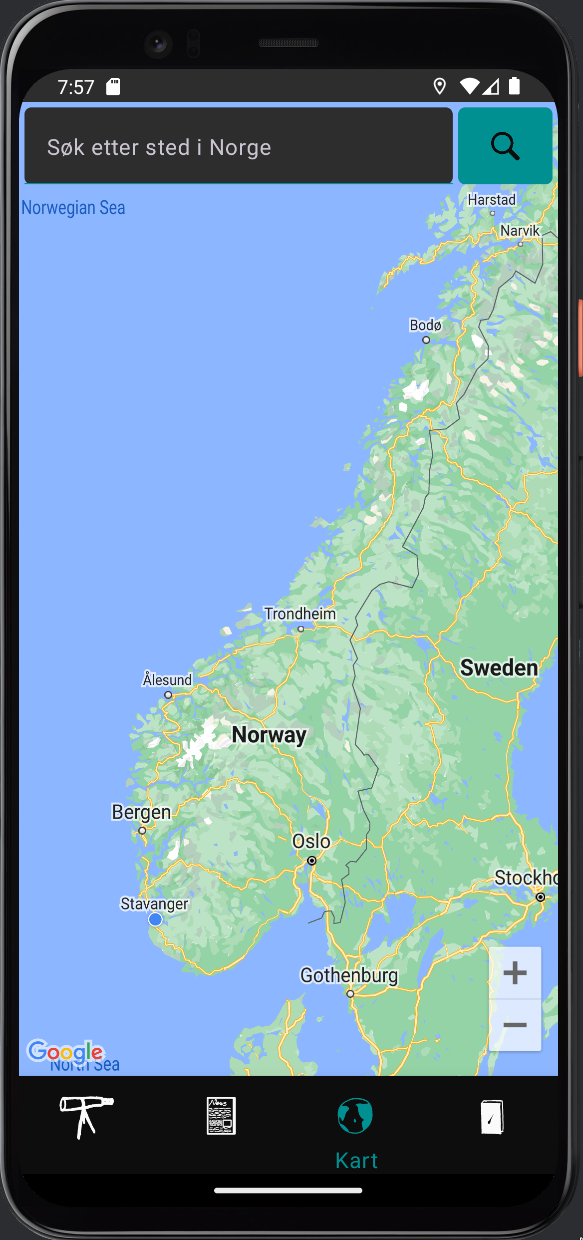 7:57
Søk etter sted i Norge
Norwegian Sea
Harstad
Narvik
Bodø
Trondheim
Sweden
Ålesund
Norway
Bergen
Oslo
Stockho
Stavanger
Gothenburg
+
−
Google
North Sea
News
Kart